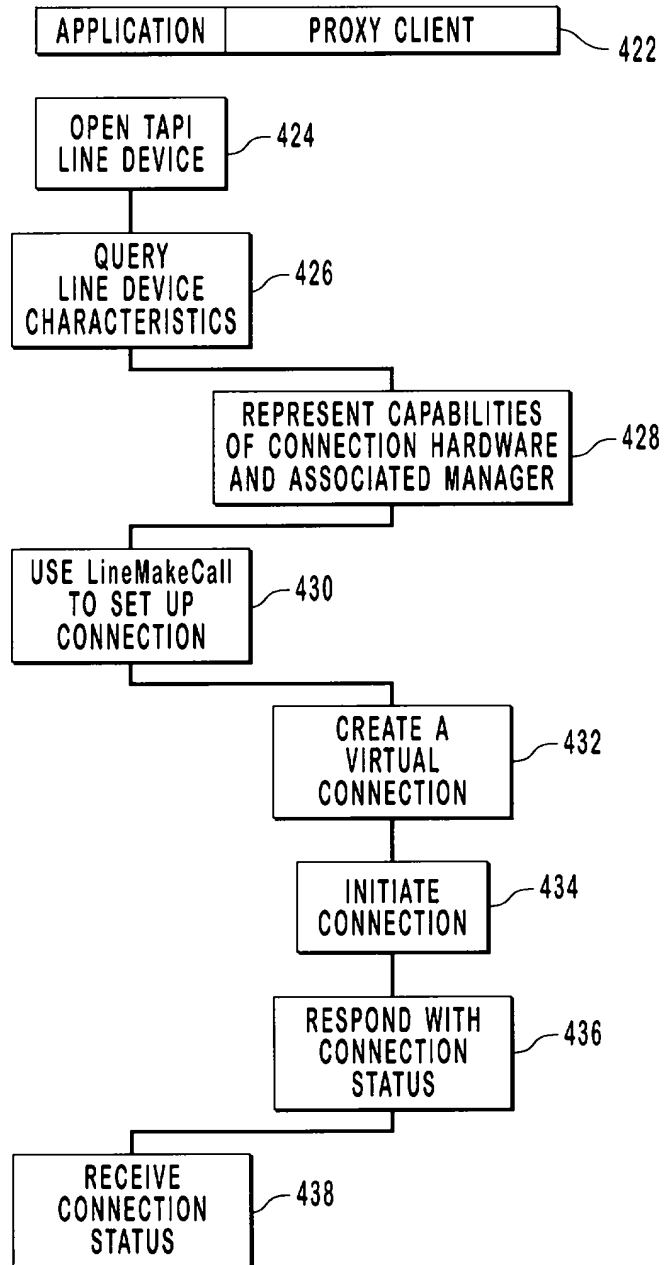 APPLICATION PROXY CLIENT
422
OPEN TAPI
LINE DEVICE
424
QUERY
LINE DEVICE
CHARACTERISTICS
426
REPRESENT CAPABILITIES
OF CONNECTION HARDWARE
AND ASSOCIATED MANAGER
428
USE LineMakeCall
TO SET UP
CONNECTION
430
CREATE A
VIRTUAL
CONNECTION
432
INITIATE
CONNECTION
434
RESPOND WITH
CONNECTION
STATUS
436
RECEIVE
CONNECTION
STATUS
438